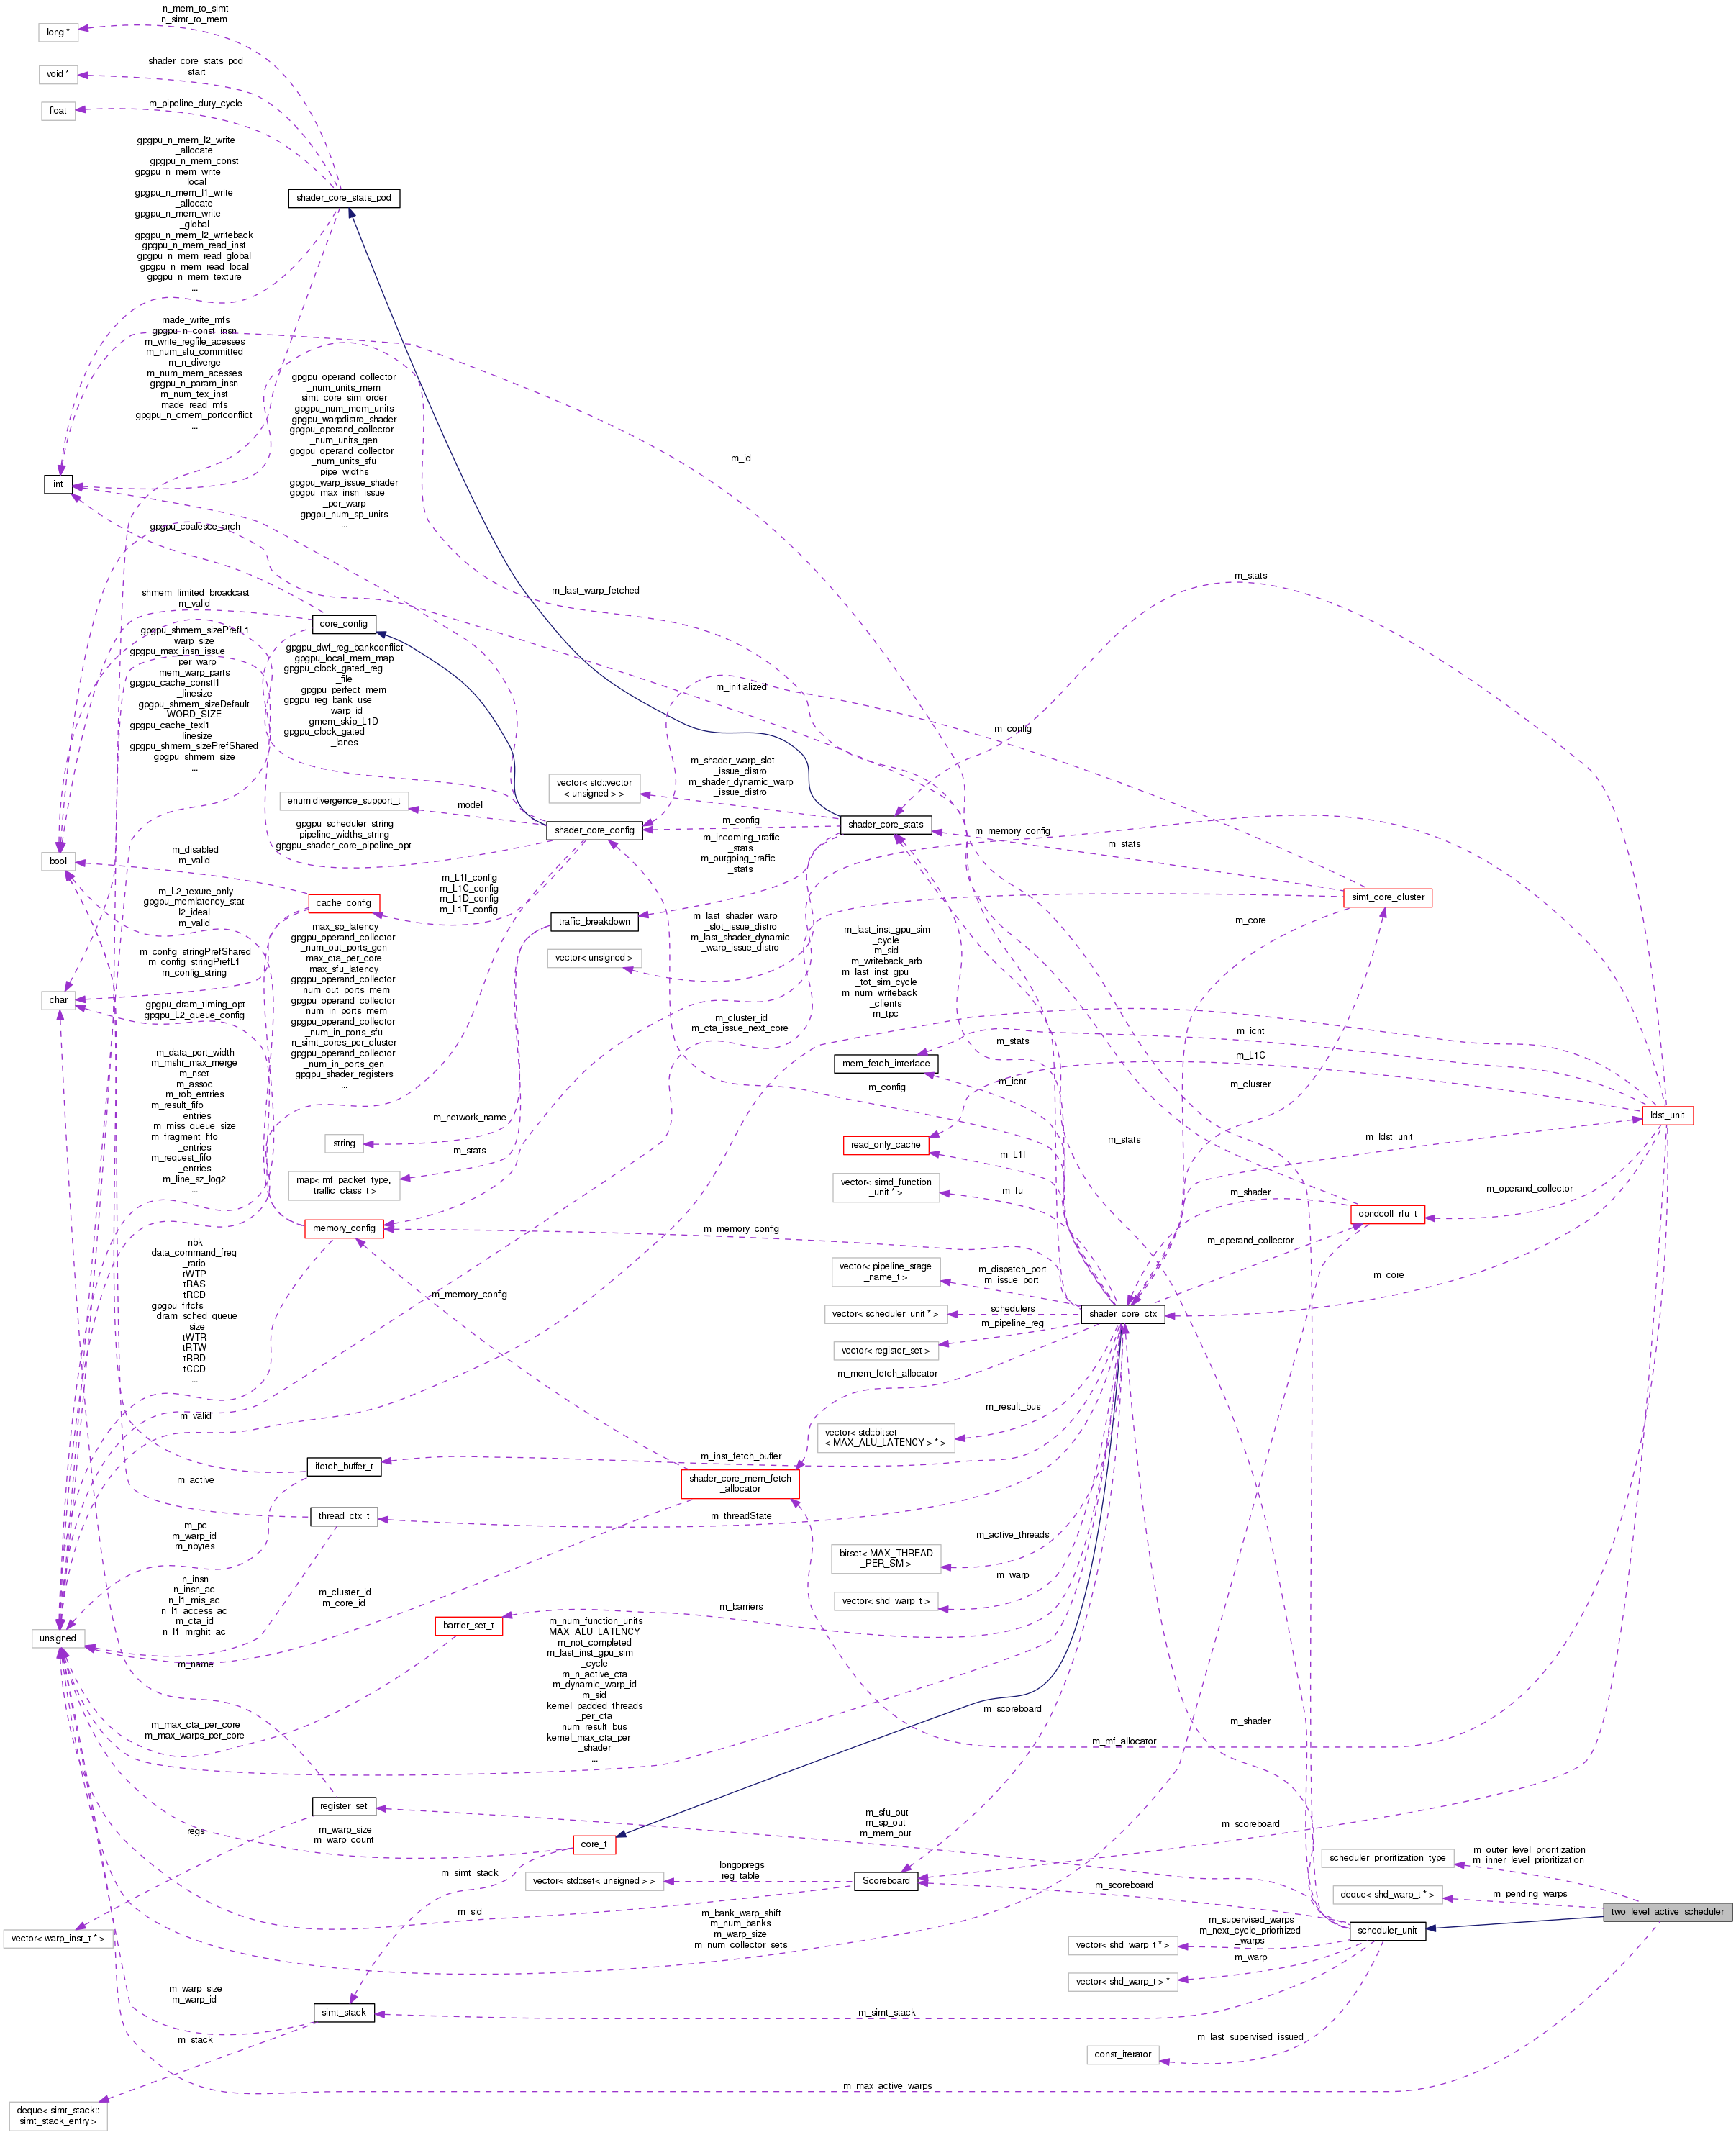 n_mem_to_simt
n_simt_to_mem
long *
shader_core_stats_pod
_start
void *
m_pipeline_duty_cycle
float
gpgpu_n_mem_l2_write
_allocate
gpgpu_n_mem_const
gpgpu_n_mem_write
_local
gpgpu_n_mem_l1_write
_allocate
gpgpu_n_mem_write
_global
gpgpu_n_mem_l2_writeback
gpgpu_n_mem_read_inst
gpgpu_n_mem_read_global
gpgpu_n_mem_read_local
gpgpu_n_mem_texture
...
shader_core_stats_pod
made_write_mfs
gpgpu_n_const_insn
m_write_regfile_acesses
m_num_sfu_committed
m_n_diverge
m_num_mem_acesses
gpgpu_n_param_insn
m_num_tex_inst
made_read_mfs
gpgpu_n_cmem_portconflict
...
gpgpu_operand_collector
_num_units_mem
simt_core_sim_order
gpgpu_num_mem_units
gpgpu_warpdistro_shader
gpgpu_operand_collector
_num_units_gen
gpgpu_operand_collector
_num_units_sfu
pipe_widths
gpgpu_warp_issue_shader
gpgpu_max_insn_issue
_per_warp
gpgpu_num_sp_units
...
m_id
int
gpgpu_coalesce_arch
m_last_warp_fetched
m_stats
shmem_limited_broadcast
m_valid
core_config
gpgpu_shmem_sizePrefL1
warp_size
gpgpu_max_insn_issue
_per_warp
mem_warp_parts
gpgpu_cache_constl1
_linesize
gpgpu_shmem_sizeDefault
WORD_SIZE
gpgpu_cache_texl1
_linesize
gpgpu_shmem_sizePrefShared
gpgpu_shmem_size
...
gpgpu_dwf_reg_bankconflict
gpgpu_local_mem_map
gpgpu_clock_gated_reg
_file
gpgpu_perfect_mem
gpgpu_reg_bank_use
_warp_id
gmem_skip_L1D
gpgpu_clock_gated
_lanes
m_initialized
m_config
m_shader_warp_slot
_issue_distro
m_shader_dynamic_warp
_issue_distro
vector< std::vector
< unsigned > >
enum divergence_support_t
model
gpgpu_scheduler_string
pipeline_widths_string
gpgpu_shader_core_pipeline_opt
shader_core_config
m_config
shader_core_stats
m_memory_config
m_stats
m_incoming_traffic
_stats
m_outgoing_traffic
_stats
bool
m_disabled
m_valid
m_L1I_config
m_L1C_config
m_L1D_config
m_L1T_config
simt_core_cluster
m_L2_texure_only
gpgpu_memlatency_stat
l2_ideal
m_valid
cache_config
traffic_breakdown
m_core
m_last_shader_warp
_slot_issue_distro
m_last_shader_dynamic
_warp_issue_distro
vector< unsigned >
max_sp_latency
gpgpu_operand_collector
_num_out_ports_gen
max_cta_per_core
max_sfu_latency
gpgpu_operand_collector
_num_out_ports_mem
gpgpu_operand_collector
_num_in_ports_mem
gpgpu_operand_collector
_num_in_ports_sfu
n_simt_cores_per_cluster
gpgpu_operand_collector
_num_in_ports_gen
gpgpu_shader_registers
...
m_last_inst_gpu_sim
_cycle
m_sid
m_writeback_arb
m_last_inst_gpu
_tot_sim_cycle
m_num_writeback
_clients
m_tpc
m_config_stringPrefShared
m_config_stringPrefL1
m_config_string
char
gpgpu_dram_timing_opt
gpgpu_L2_queue_config
m_cluster_id
m_cta_issue_next_core
m_icnt
m_stats
m_L1C
mem_fetch_interface
m_data_port_width
m_mshr_max_merge
m_nset
m_assoc
m_rob_entries
m_result_fifo
_entries
m_miss_queue_size
m_fragment_fifo
_entries
m_request_fifo
_entries
m_line_sz_log2
...
m_config
m_icnt
m_cluster
m_network_name
ldst_unit
string
read_only_cache
m_ldst_unit
m_stats
m_stats
m_L1I
map< mf_packet_type,
traffic_class_t >
vector< simd_function
_unit * >
m_fu
m_shader
m_operand_collector
opndcoll_rfu_t
memory_config
m_memory_config
m_operand_collector
nbk
data_command_freq
_ratio
tWTP
tRAS
tRCD
gpgpu_frfcfs
_dram_sched_queue
_size
tWTR
tRTW
tRRD
tCCD
...
vector< pipeline_stage
_name_t >
m_dispatch_port
m_issue_port
m_core
m_memory_config
vector< scheduler_unit * >
schedulers
shader_core_ctx
m_pipeline_reg
vector< register_set >
m_mem_fetch_allocator
m_valid
m_result_bus
vector< std::bitset
< MAX_ALU_LATENCY > * >
m_inst_fetch_buffer
ifetch_buffer_t
m_active
shader_core_mem_fetch
_allocator
thread_ctx_t
m_threadState
m_pc
m_warp_id
m_nbytes
m_active_threads
bitset< MAX_THREAD
_PER_SM >
n_insn
n_insn_ac
n_l1_mis_ac
n_l1_access_ac
m_cta_id
n_l1_mrghit_ac
m_cluster_id
m_core_id
m_warp
vector< shd_warp_t >
m_barriers
barrier_set_t
unsigned
m_name
m_num_function_units
MAX_ALU_LATENCY
m_not_completed
m_last_inst_gpu_sim
_cycle
m_n_active_cta
m_dynamic_warp_id
m_sid
kernel_padded_threads
_per_cta
num_result_bus
kernel_max_cta_per
_shader
...
m_max_cta_per_core
m_max_warps_per_core
m_scoreboard
m_shader
m_mf_allocator
register_set
m_sfu_out
m_sp_out
m_mem_out
m_scoreboard
regs
m_warp_size
m_warp_count
core_t
m_simt_stack
longopregs
reg_table
vector< std::set< unsigned > >
Scoreboard
m_scoreboard
scheduler_prioritization_type
m_outer_level_prioritization
m_inner_level_prioritization
deque< shd_warp_t * >
m_pending_warps
two_level_active_scheduler
m_sid
m_bank_warp_shift
m_num_banks
m_warp_size
m_num_collector_sets
m_supervised_warps
m_next_cycle_prioritized
_warps
scheduler_unit
vector< warp_inst_t * >
vector< shd_warp_t * >
m_warp
vector< shd_warp_t > *
m_warp_size
m_warp_id
simt_stack
m_simt_stack
m_stack
m_last_supervised_issued
const_iterator
m_max_active_warps
deque< simt_stack::
simt_stack_entry >